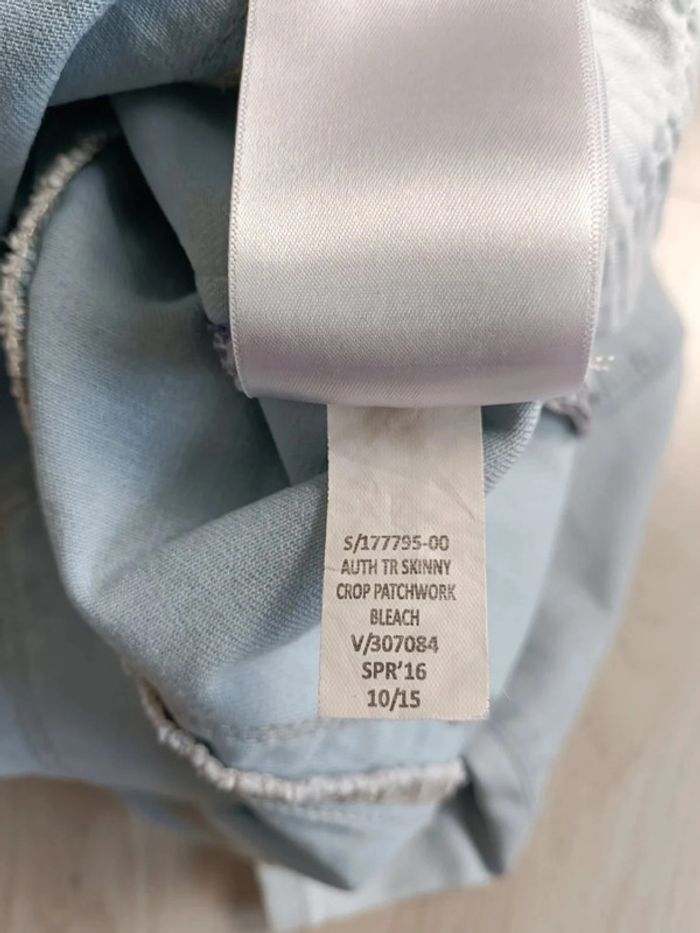 S/177795-00
AUTH TR SKINNY
CROP PATCHWORK
BLEACH
V/307084
SPR'16
10/15